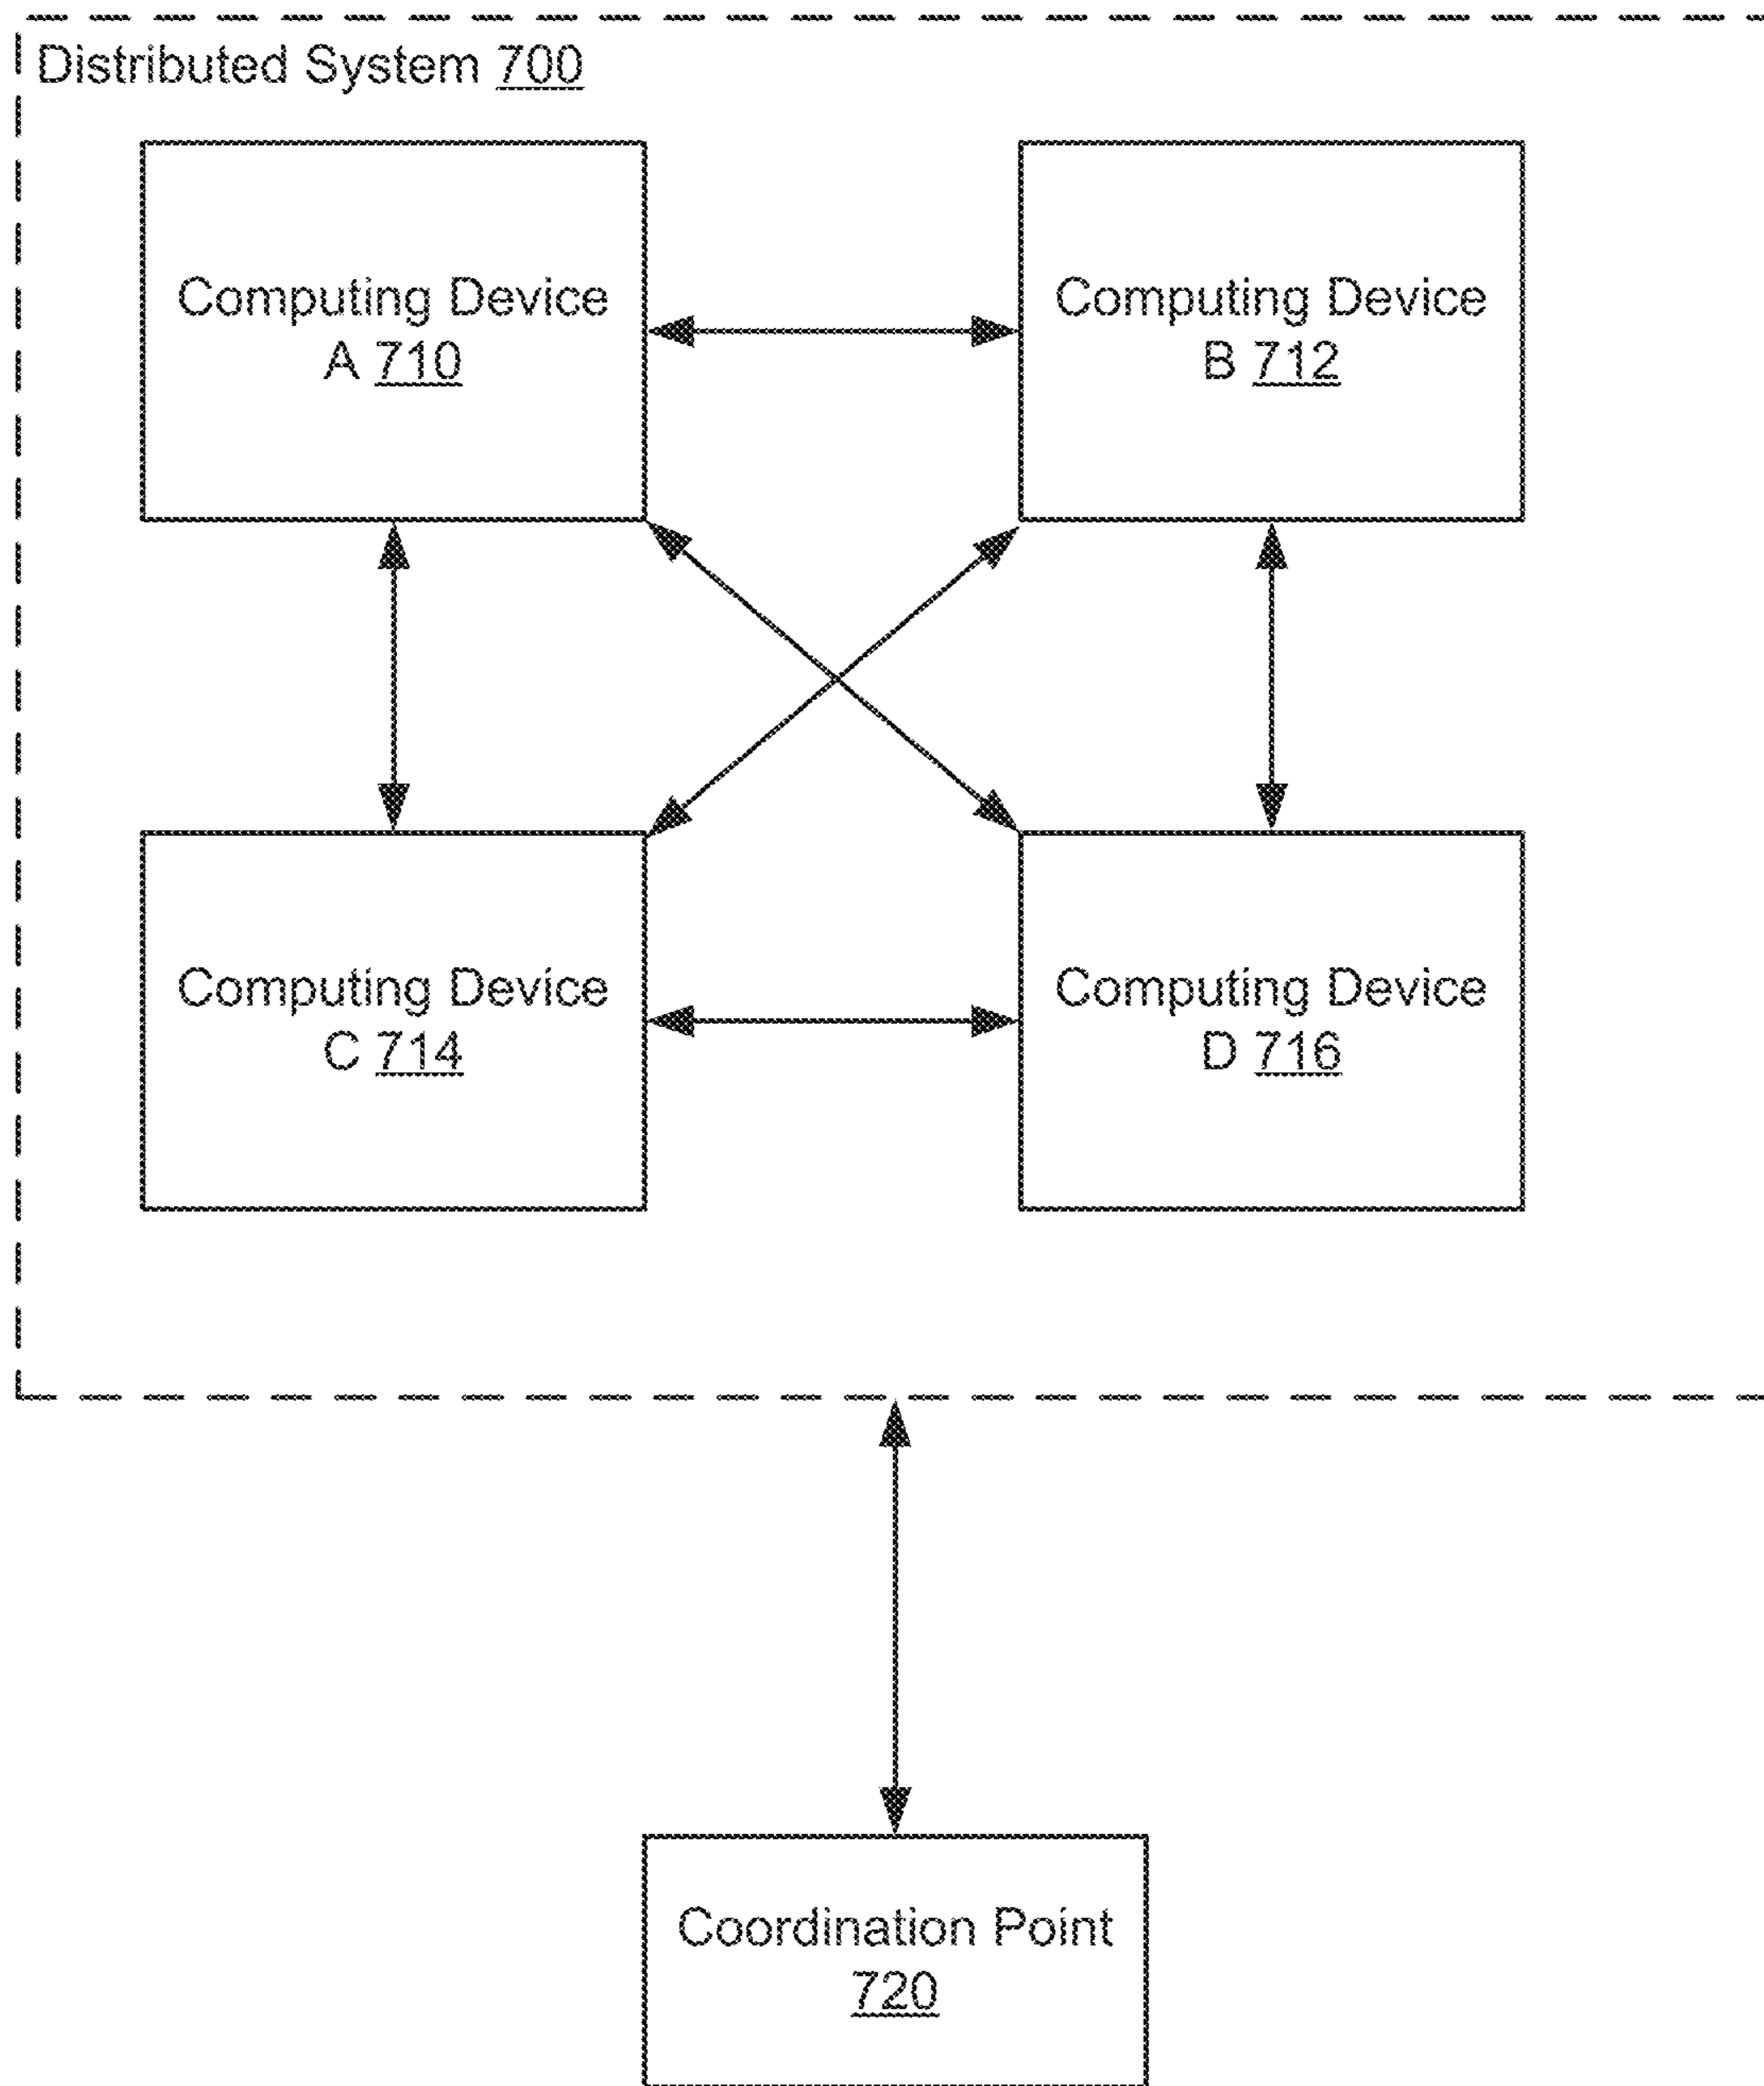 Distributed System 700
Computing Device
A 710
Computing Device
B 712
Computing Device
C 714
Computing Device
D 716
Coordination Point
720